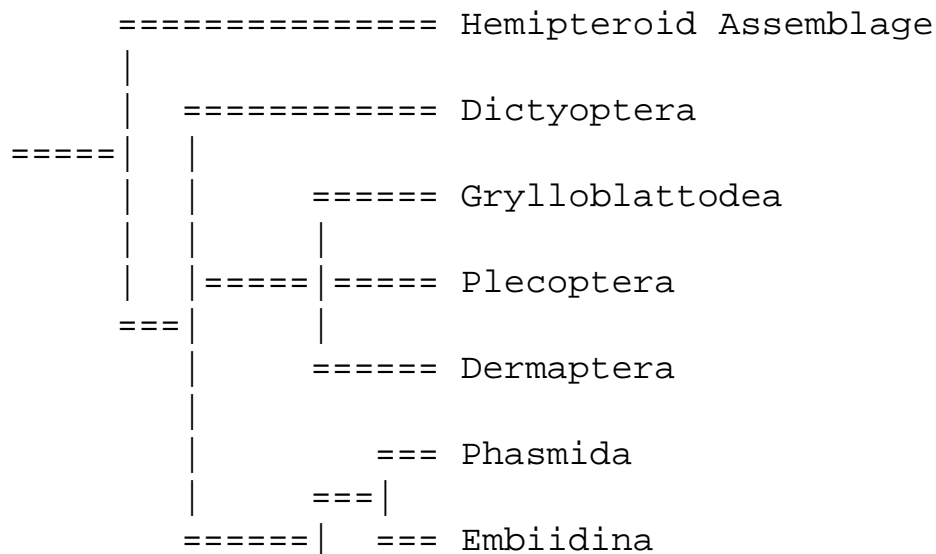 =============== Hemipteroid Assemblage
|
| ============ Dictyoptera
=====| |
| | ====== Grylloblattodea
| | |
| |=====|===== Plecoptera
===| |
| ====== Dermaptera
|
| === Phasmida
| ===|
======| === Embiidina